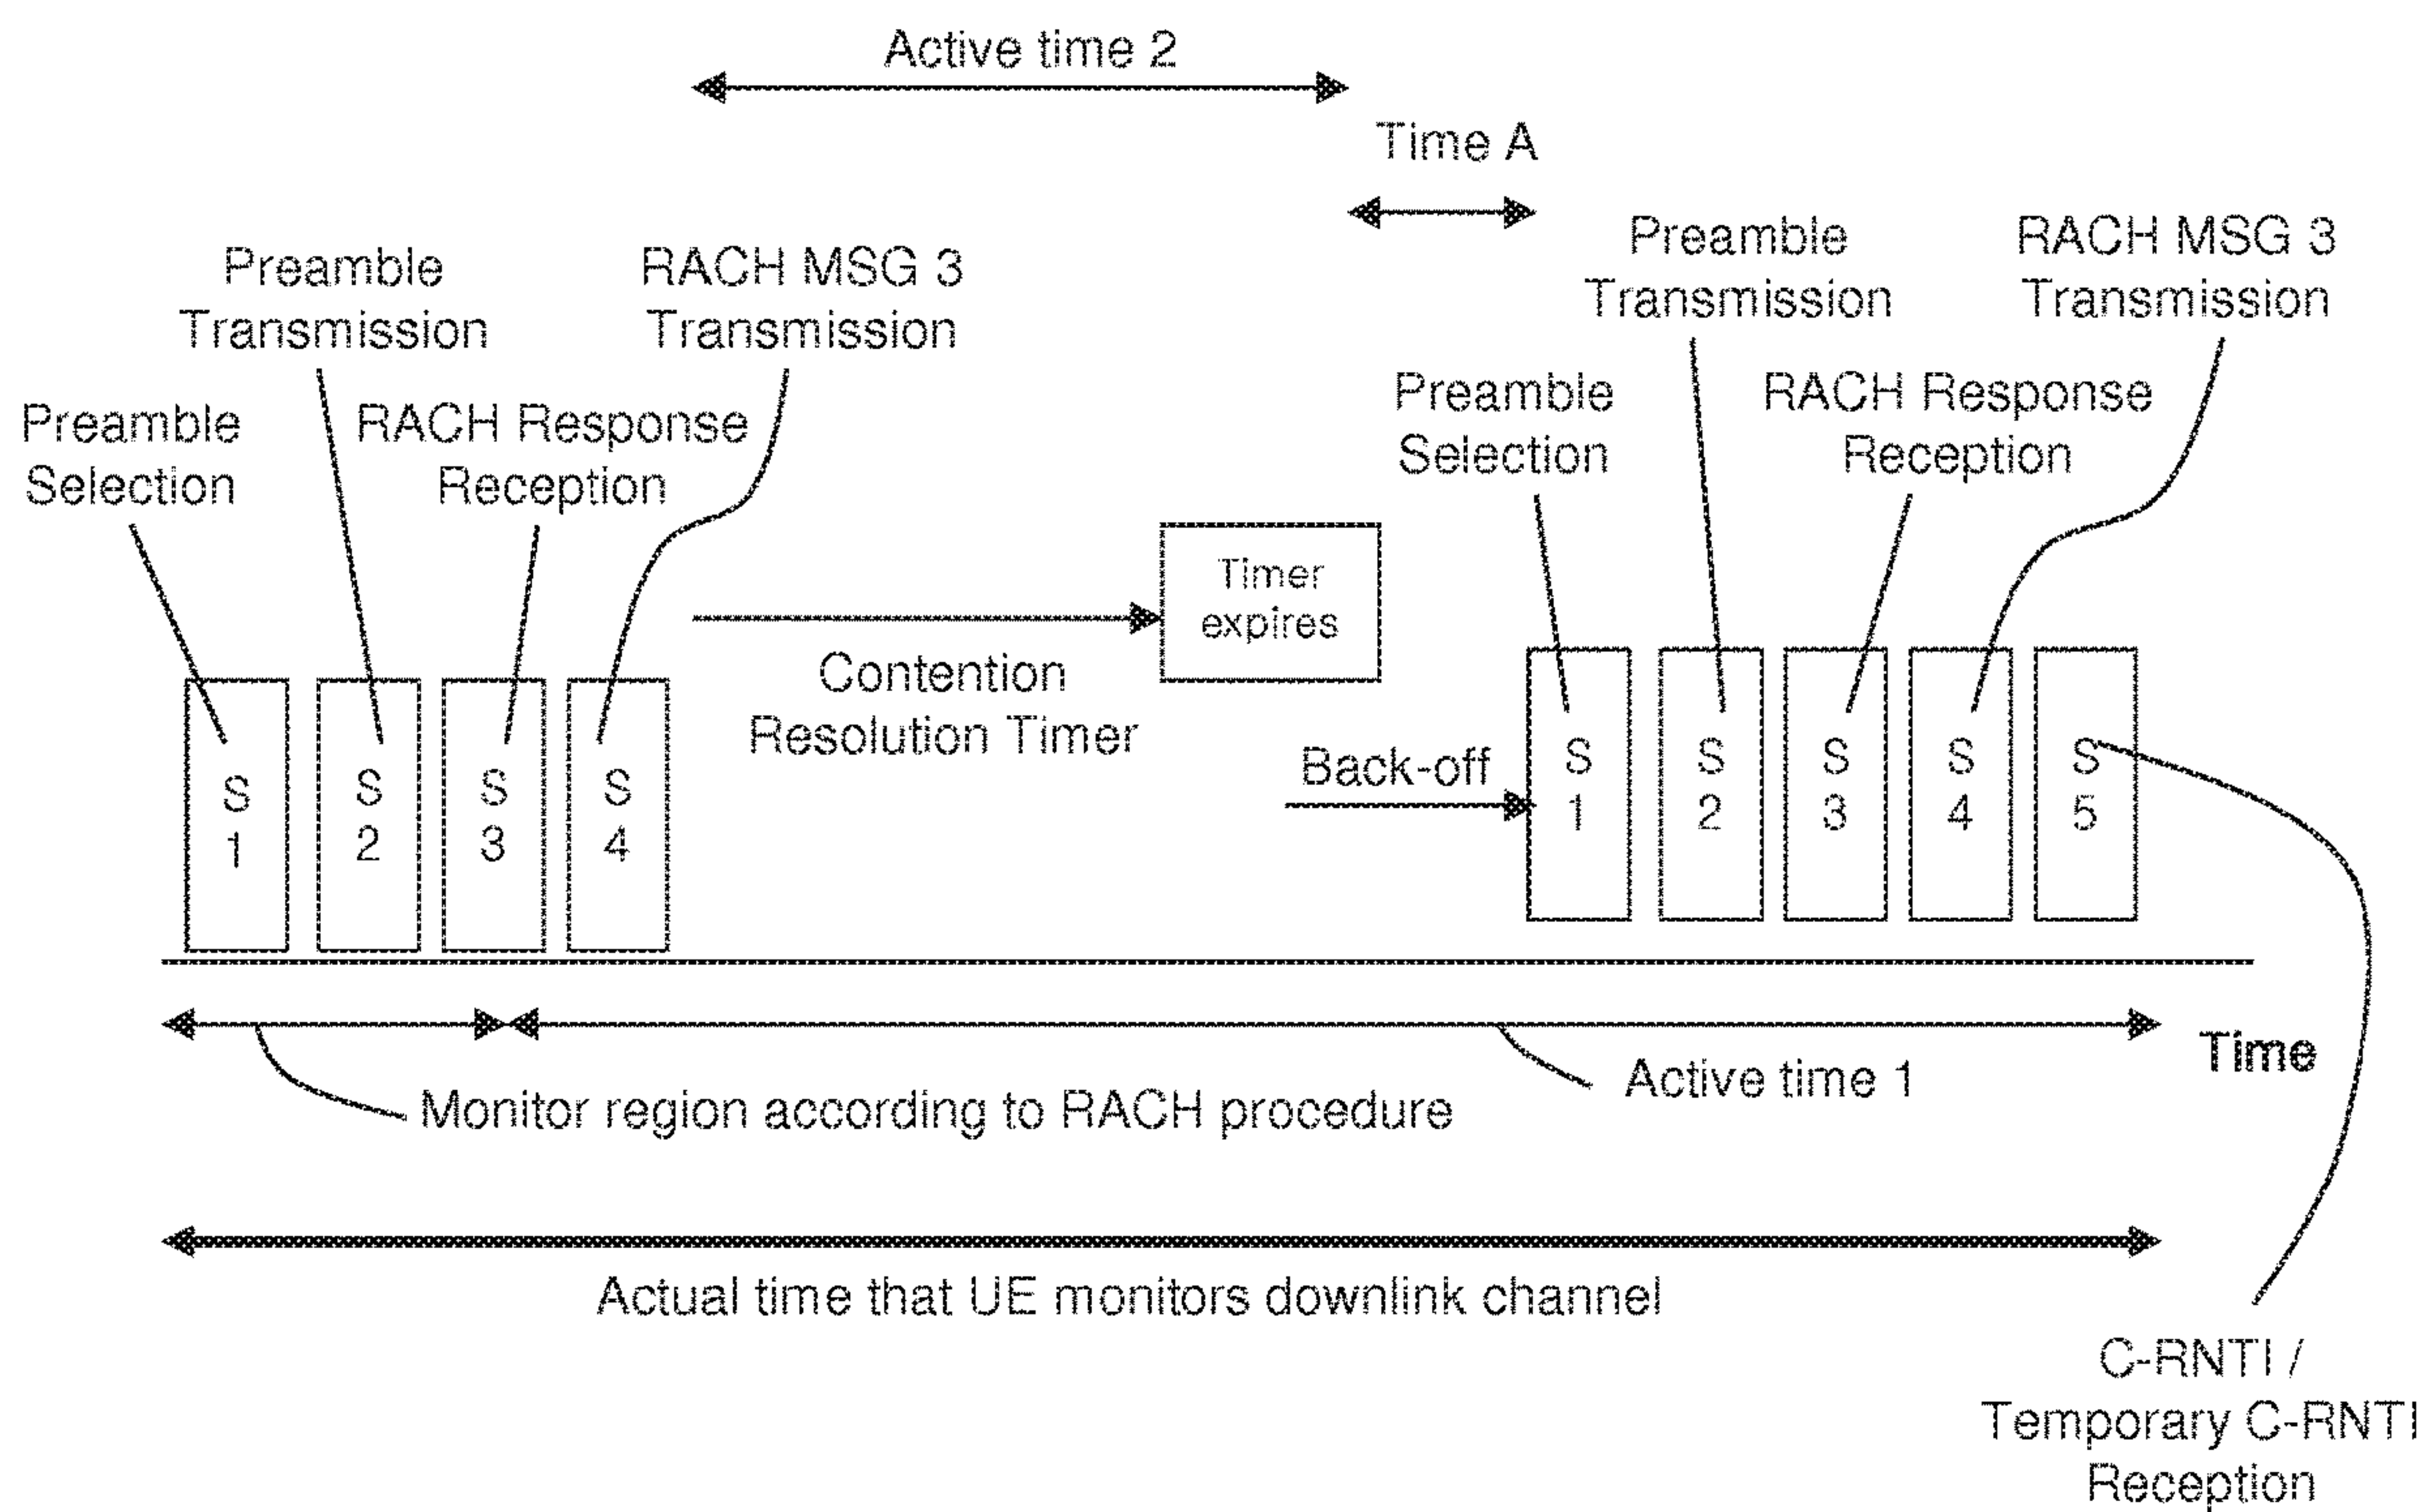 Active time 2
Time A
Preamble
Transmission
RACH MSG 3
Transmission
Preamble
Selection
RACH Response
Reception
Preamble
Transmission
RACH MSG 3
Transmission
Preamble
Selection
RACH Response
Reception
Timer
expires
Contention
Resolution Timer
Back-off
S
1
S
2
S
3
S
4
S
1
S
2
S
3
S
4
S
5
Time
Active time 1
Monitor region according to RACH procedure
Actual time that UE monitors downlink channel
C-RNTI /
Temporary C-RNTI
Reception